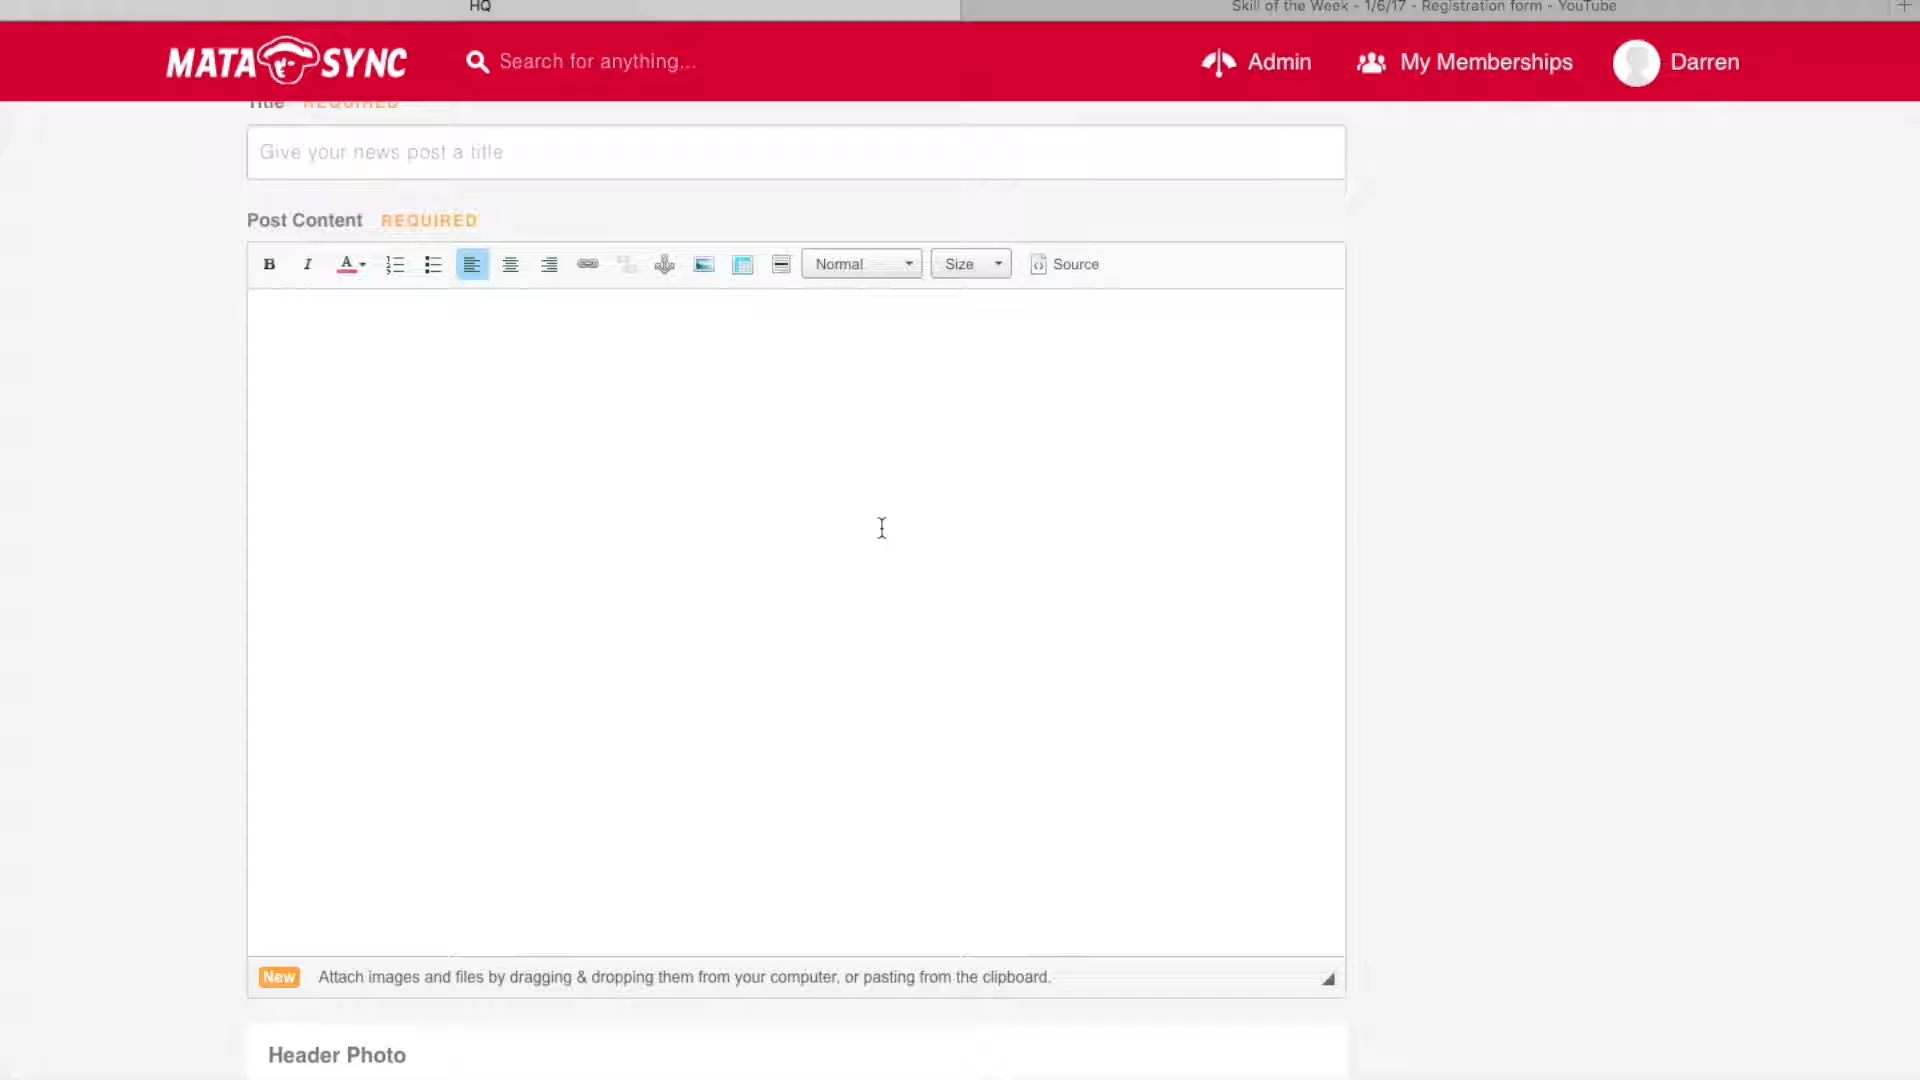 HQ
Skill of the Week - 1/6/17 - Registration form - YouTube
MATA SYNC
Search for anything...
Admin
My Memberships
Darren
Title REQUIRED
Give your news post a title
Post Content REQUIRED
B I A Normal Size Source
New Attach images and files by dragging & dropping them from your computer, or pasting from the clipboard.
Header Photo